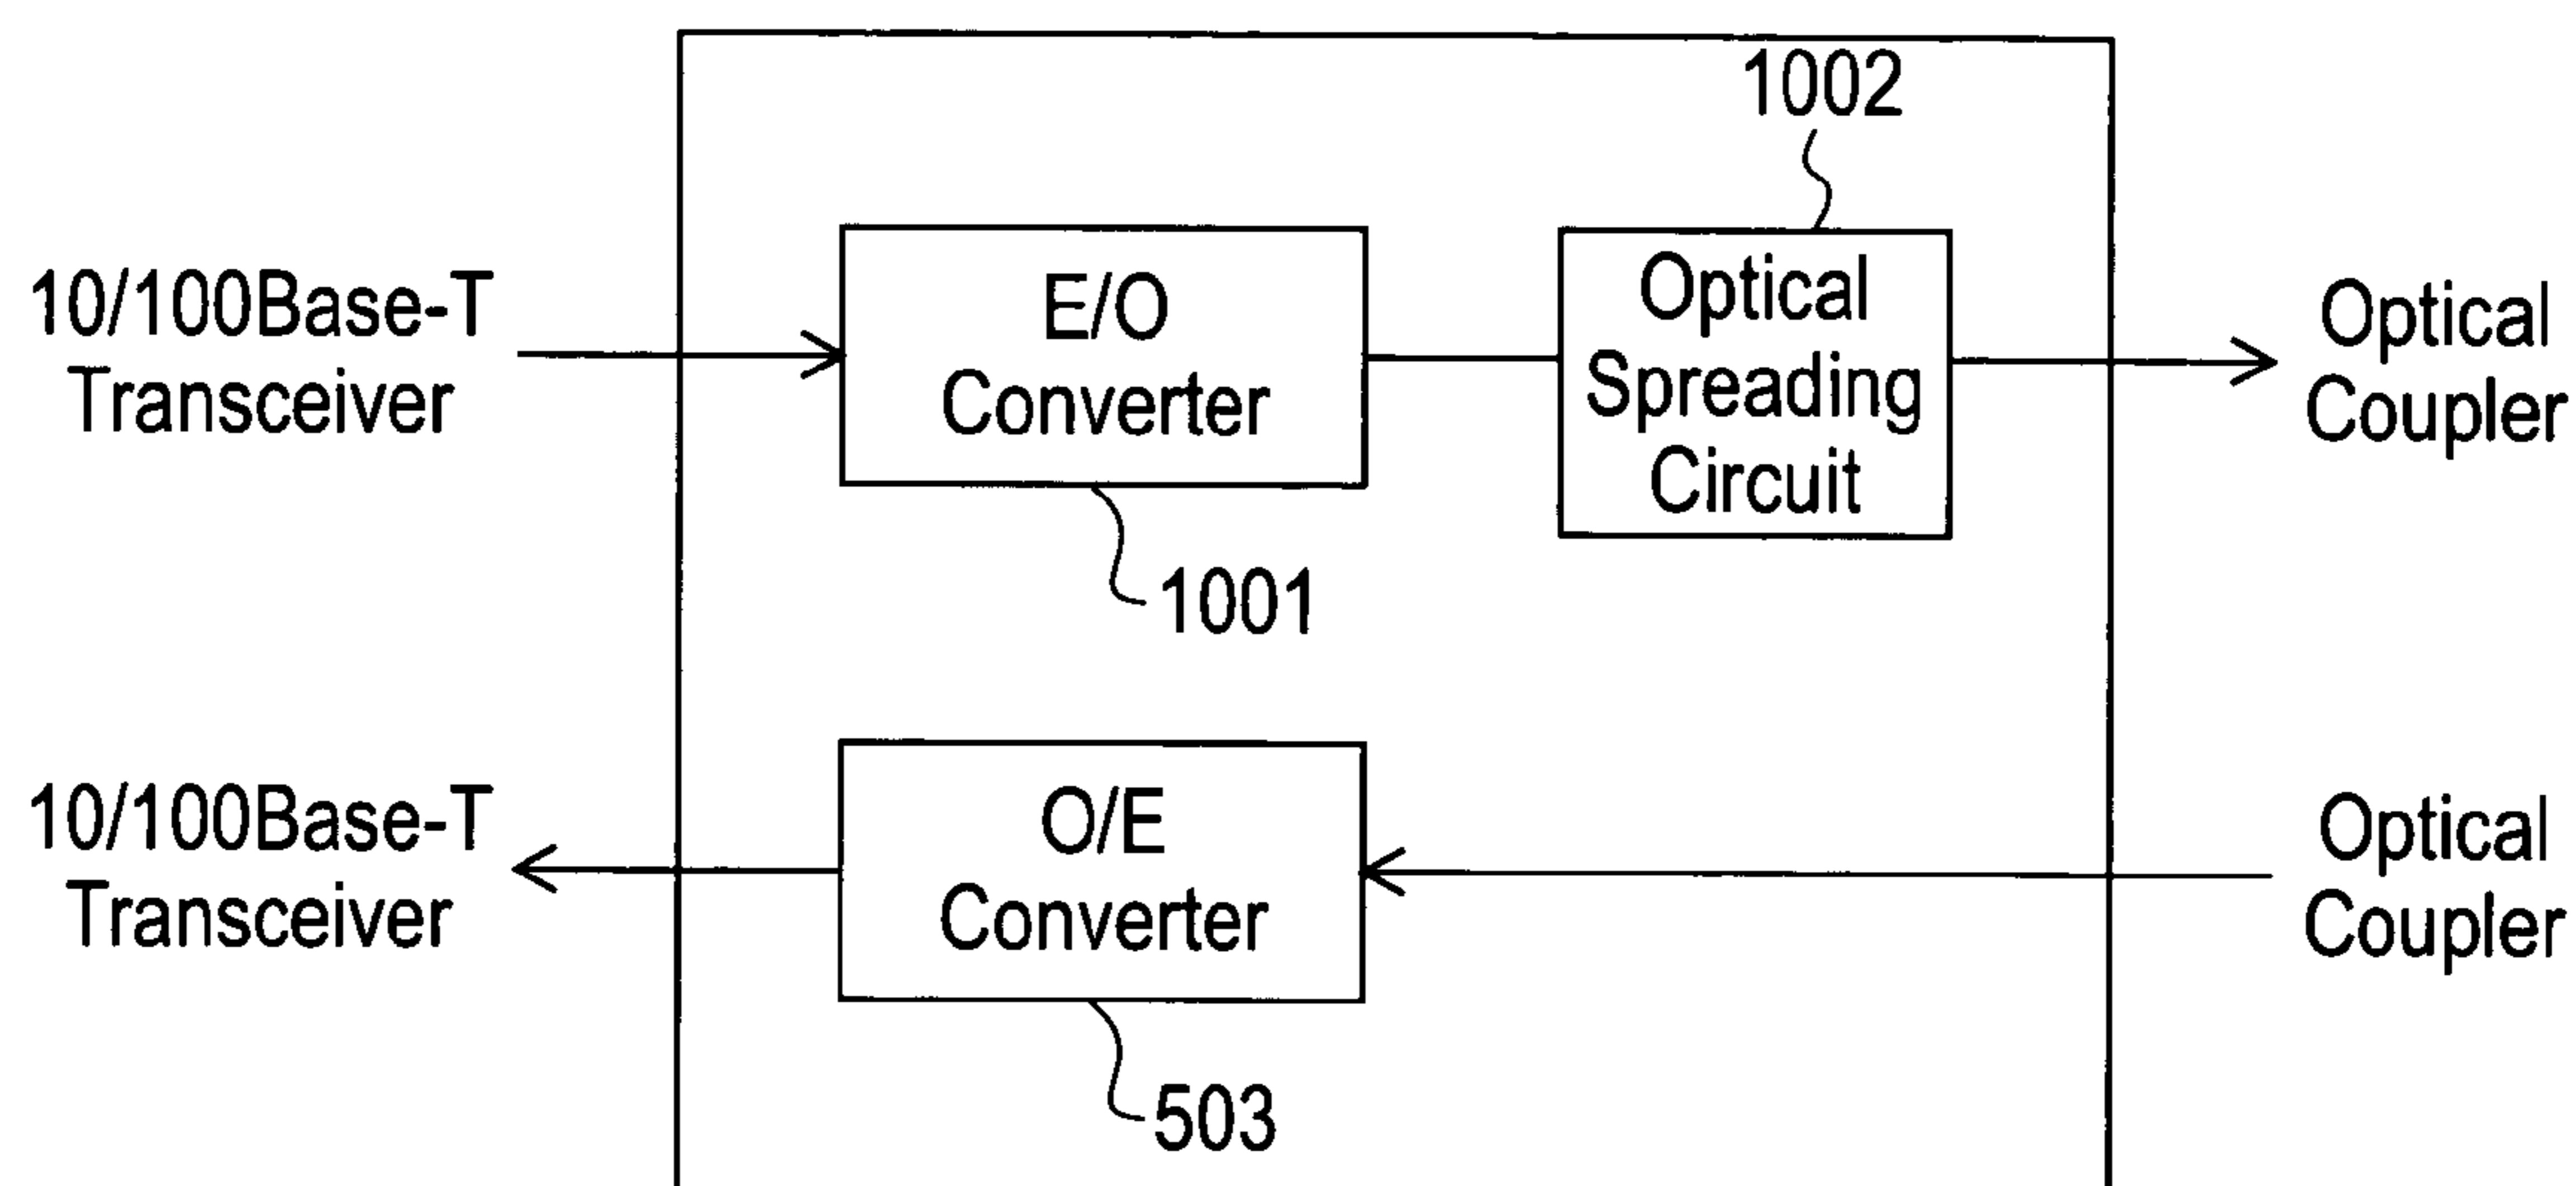 1002
10/100Base-T
Transceiver
E/O
Converter
Optical
Spreading
Circuit
Optical
Coupler
1001
10/100Base-T
Transceiver
O/E
Converter
Optical
Coupler
503